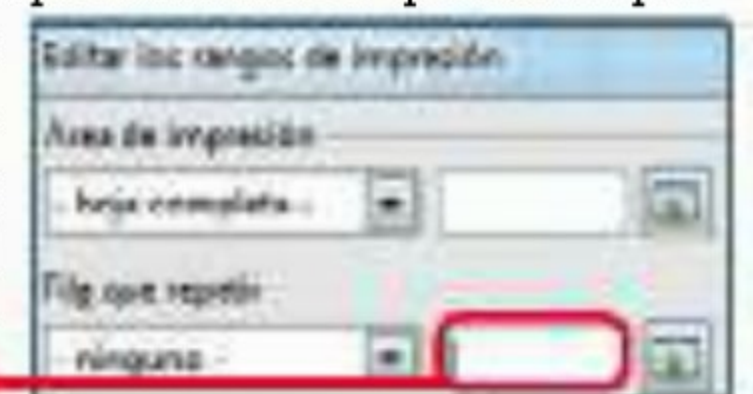 Editar los rangos de impresión
Área de impresión
- hoja completa -
Fila que repetir
- ninguno -